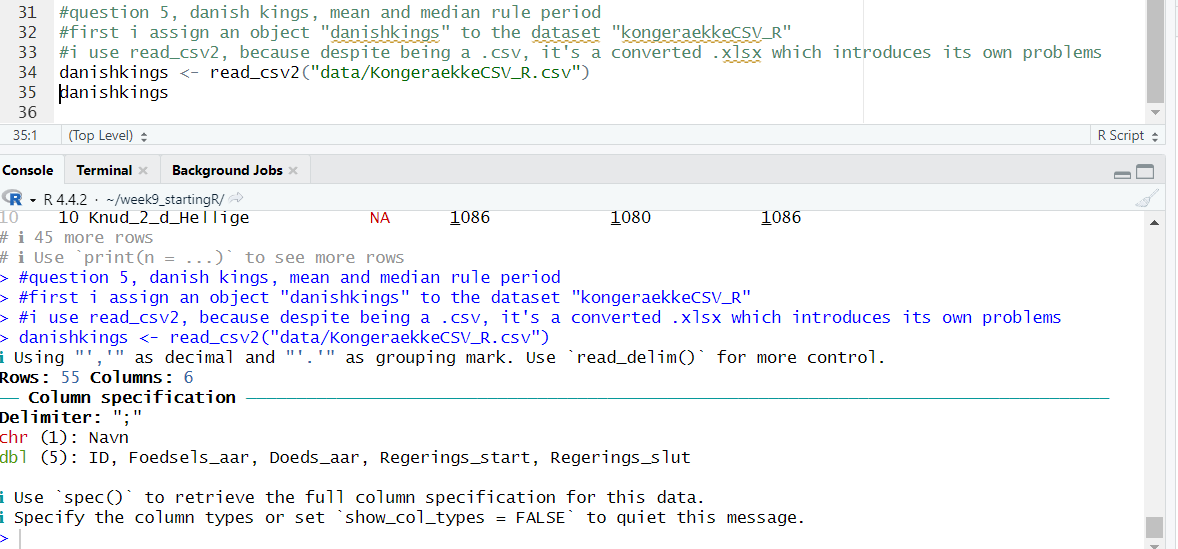 31 #question 5, danish kings, mean and median rule period
32 #first i assign an object "danishkings" to the dataset "kongeraekkeCSV_R"
33 #i use read_csv2, because despite being a .csv, it's a converted .xlsx which introduces its own problems
34 danishkings <- read_csv2("data/KongeraekkeCSV_R.csv")
35 danishkings
36
35:1 (Top Level) R Script
Console Terminal Background Jobs
R R 4.4.2 · ~/week9_startingR/
10 10 Knud_2_d_Hellige NA 1086 1080 1086
# ℹ 45 more rows
# ℹ Use `print(n = ...)` to see more rows
> #question 5, danish kings, mean and median rule period
> #first i assign an object "danishkings" to the dataset "kongeraekkeCSV_R"
> #i use read_csv2, because despite being a .csv, it's a converted .xlsx which introduces its own problems
> danishkings <- read_csv2("data/KongeraekkeCSV_R.csv")
ℹ Using "','" as decimal and "'.'" as grouping mark. Use `read_delim()` for more control.
Rows: 55 Columns: 6
── Column specification ──
Delimiter: ";"
chr (1): Navn
dbl (5): ID, Foedsels_aar, Doeds_aar, Regerings_start, Regerings_slut
ℹ Use `spec()` to retrieve the full column specification for this data.
ℹ Specify the column types or set `show_col_types = FALSE` to quiet this message.
>